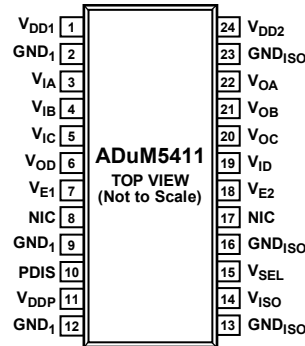 VDD1 1
GND1 2
VIA 3
VIB 4
VIC 5
VOD 6
VE1 7
NIC 8
GND1 9
PDIS 10
VDDP 11
GND1 12
ADuM5411
TOP VIEW
(Not to Scale)
24 VDD2
23 GNDISO
22 VOA
21 VOB
20 VOC
19 VID
18 VE2
17 NIC
16 GNDISO
15 VSEL
14 VISO
13 GNDISO